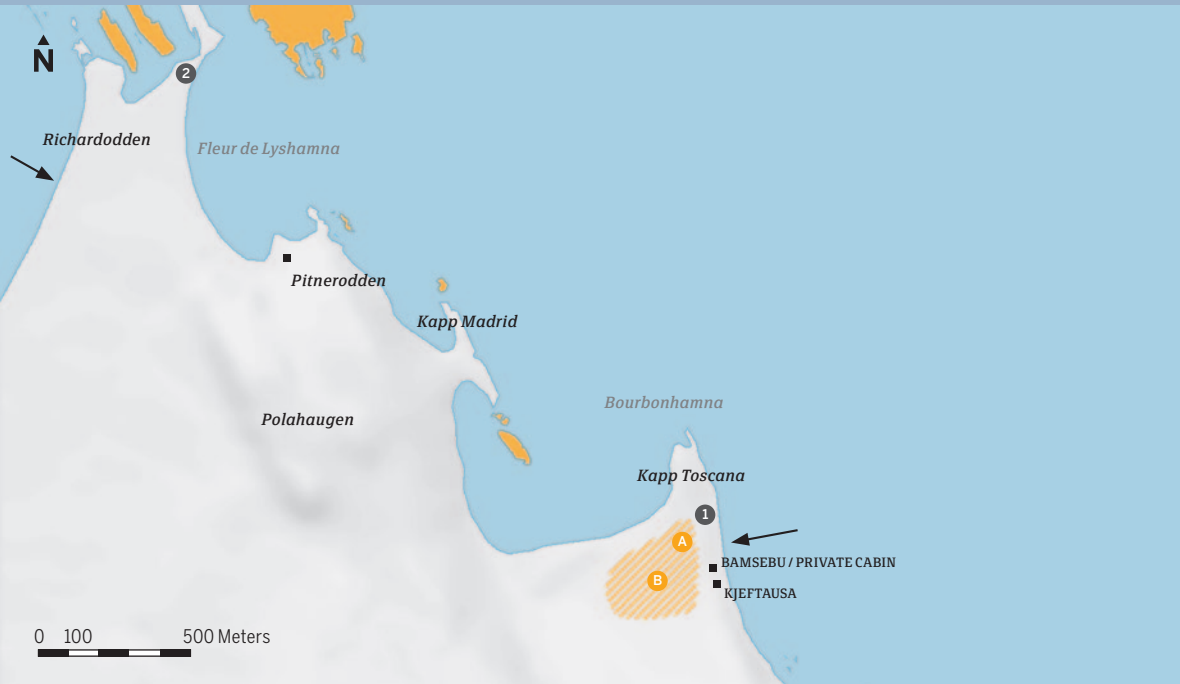 N
2
Richardodden
Fleur de Lyshamna
Pitnerodden
Kapp Madrid
Bourbonhamna
Polahaugen
Kapp Toscana
1
A
BAMSEBU / PRIVATE CABIN
B
KJEFTAUSA
0 100 500 Meters